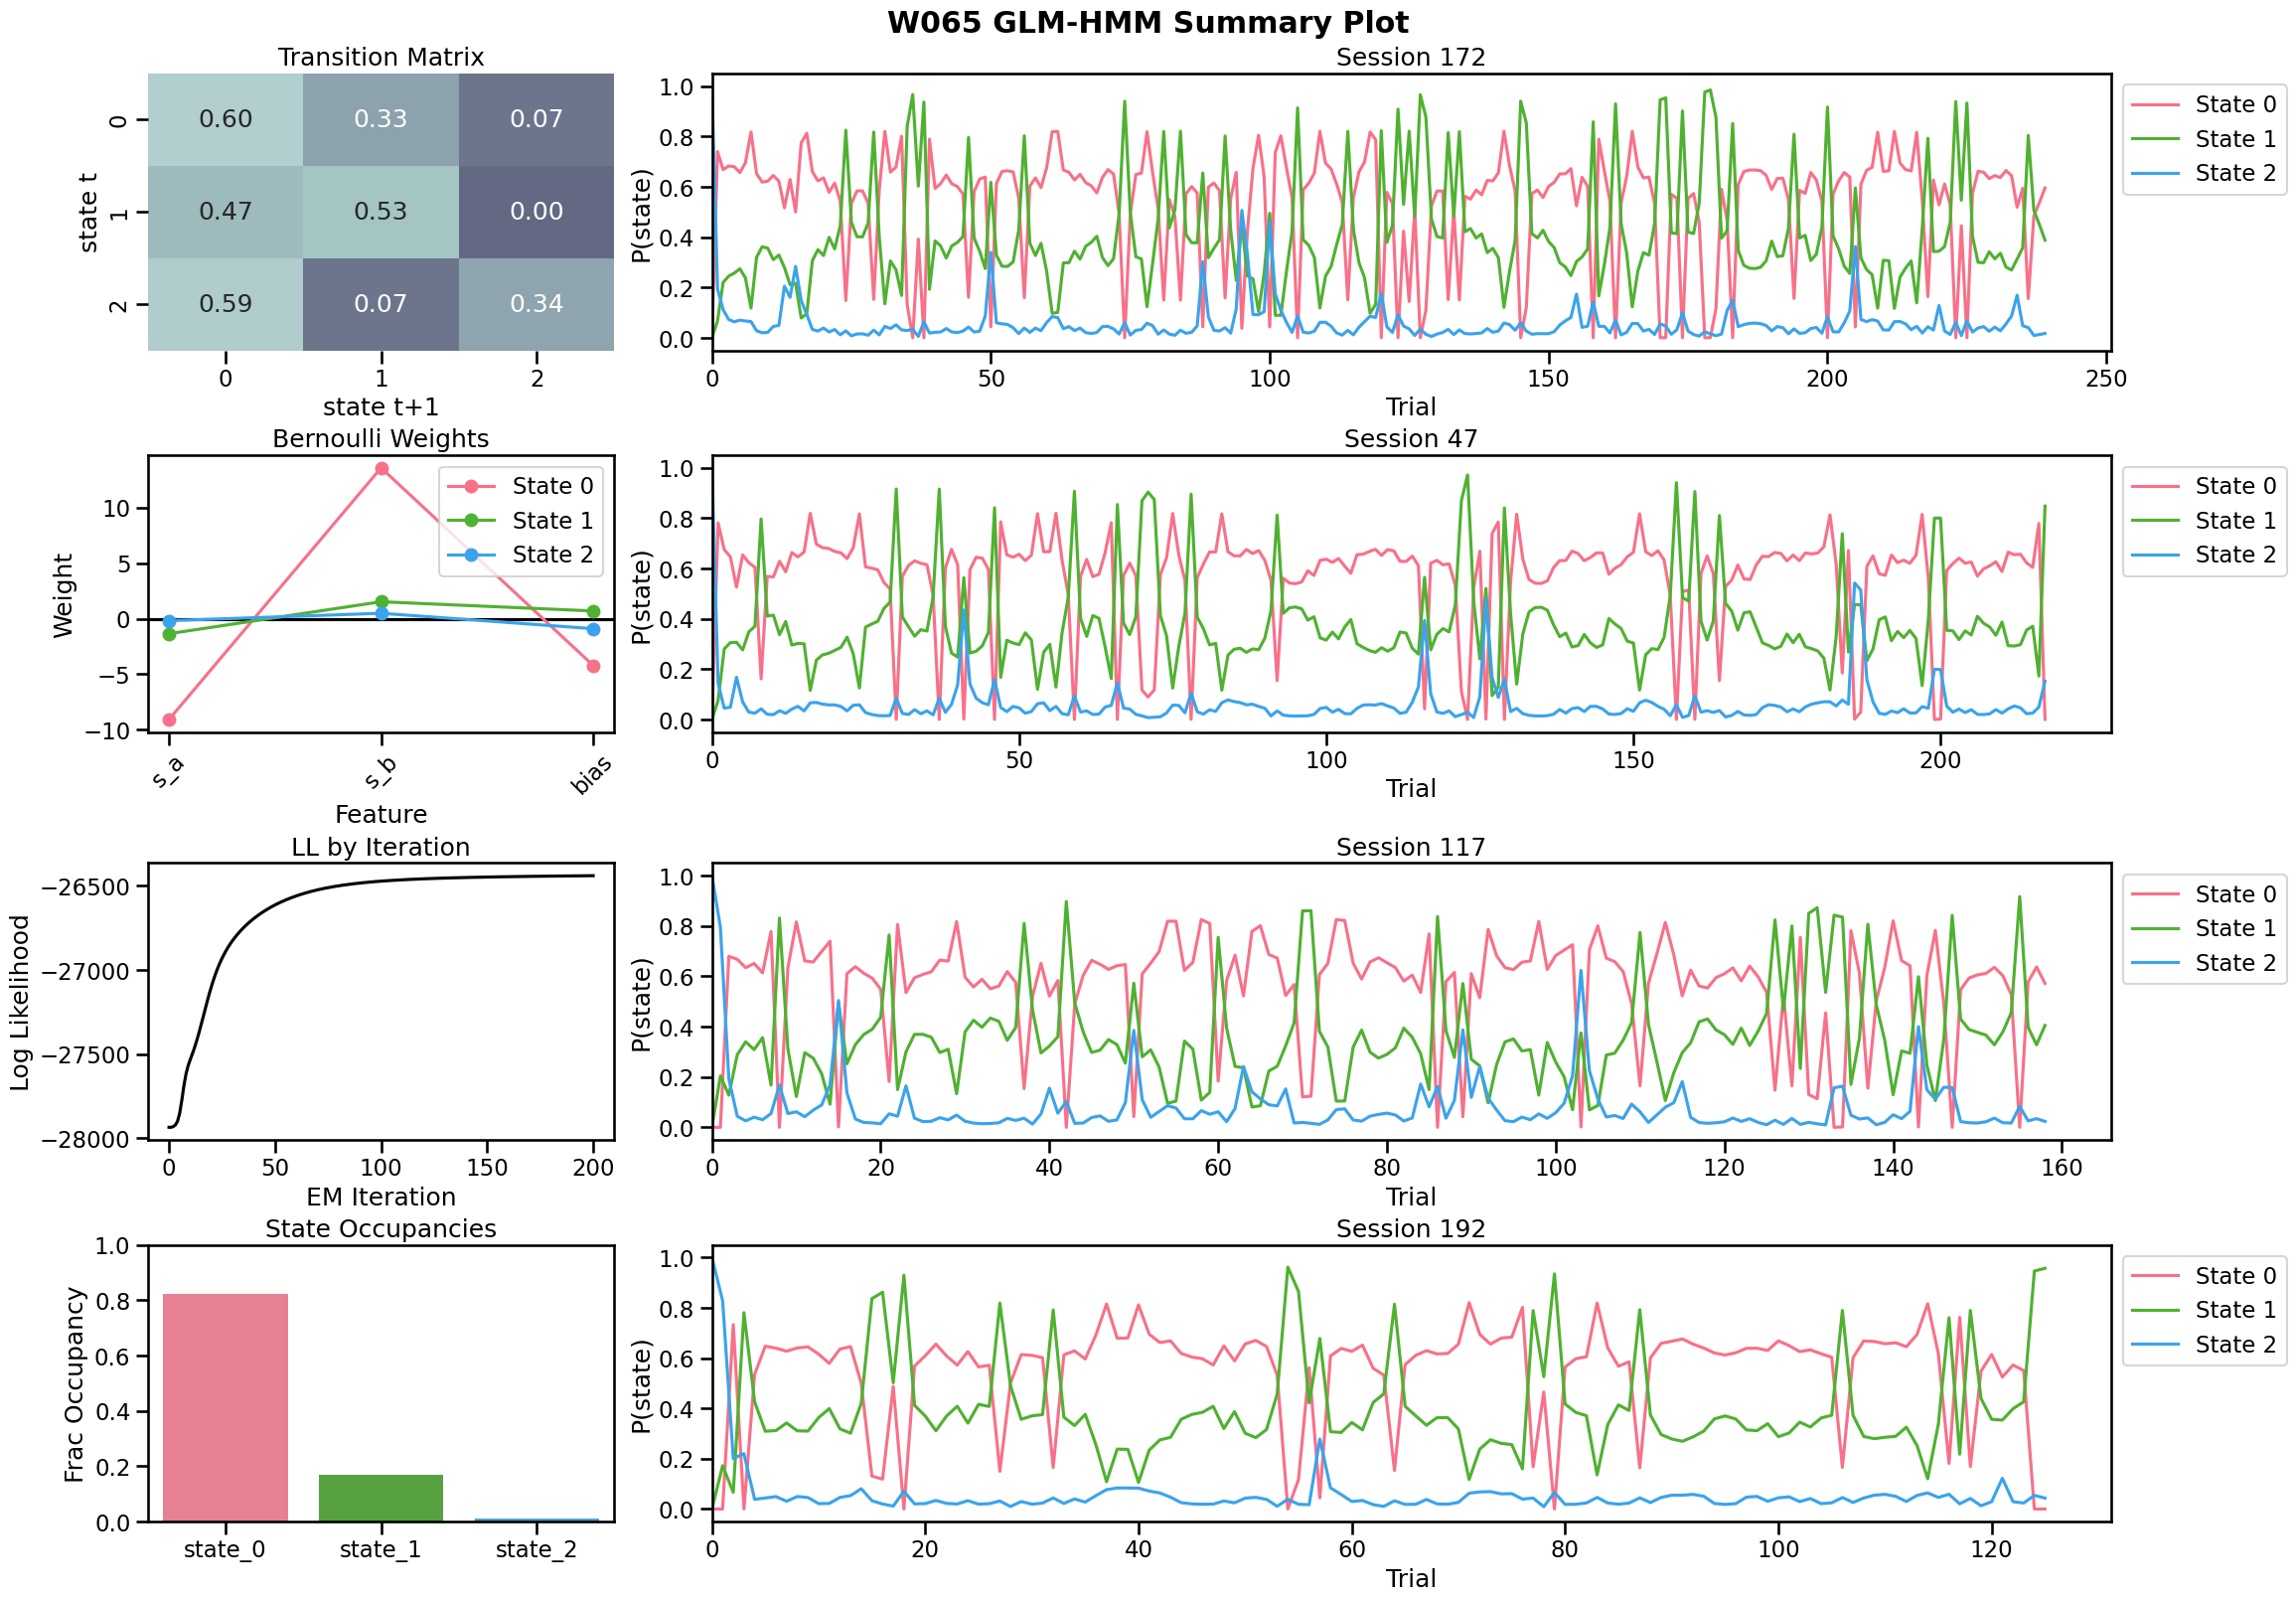 W065 GLM-HMM Summary Plot
Transition Matrix
state t
0
1
2
0.60 0.33 0.07
0.47 0.53 0.00
0.59 0.07 0.34
0 1 2
state t+1
Session 172
P(state)
1.0
0.8
0.6
0.4
0.2
0.0
0 50 100 150 200 250
Trial
State 0
State 1
State 2
Bernoulli Weights
Weight
10
5
0
−5
−10
State 0
State 1
State 2
s_a s_b bias
Feature
Session 47
P(state)
1.0
0.8
0.6
0.4
0.2
0.0
0 50 100 150 200
Trial
State 0
State 1
State 2
LL by Iteration
Log Likelihood
−26500
−27000
−27500
−28000
0 50 100 150 200
EM Iteration
Session 117
P(state)
1.0
0.8
0.6
0.4
0.2
0.0
0 20 40 60 80 100 120 140 160
Trial
State 0
State 1
State 2
State Occupancies
Frac Occupancy
1.0
0.8
0.6
0.4
0.2
0.0
state_0 state_1 state_2
Session 192
P(state)
1.0
0.8
0.6
0.4
0.2
0.0
0 20 40 60 80 100 120
Trial
State 0
State 1
State 2